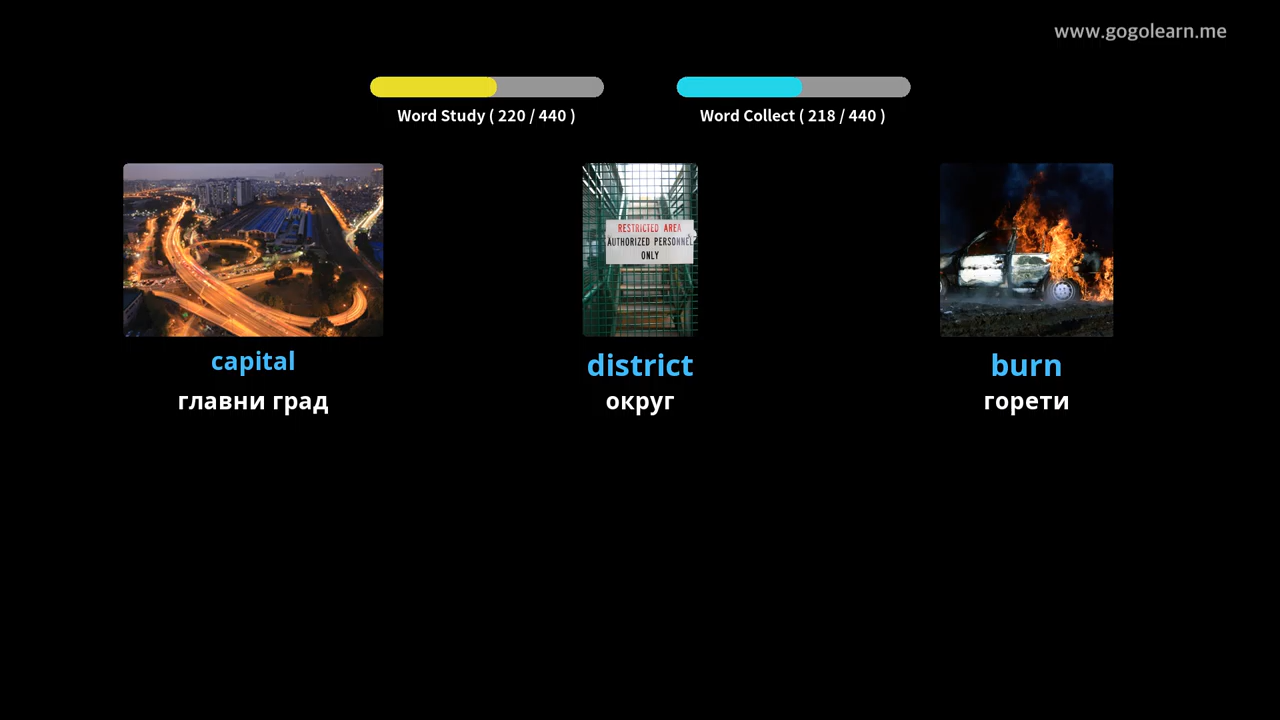 www.gogolearn.me
Word Study ( 220 / 440 )
Word Collect ( 218 / 440 )
RESTRICTED AREA
AUTHORIZED PERSONNEL
ONLY
capital
district
burn
главни град
округ
горети